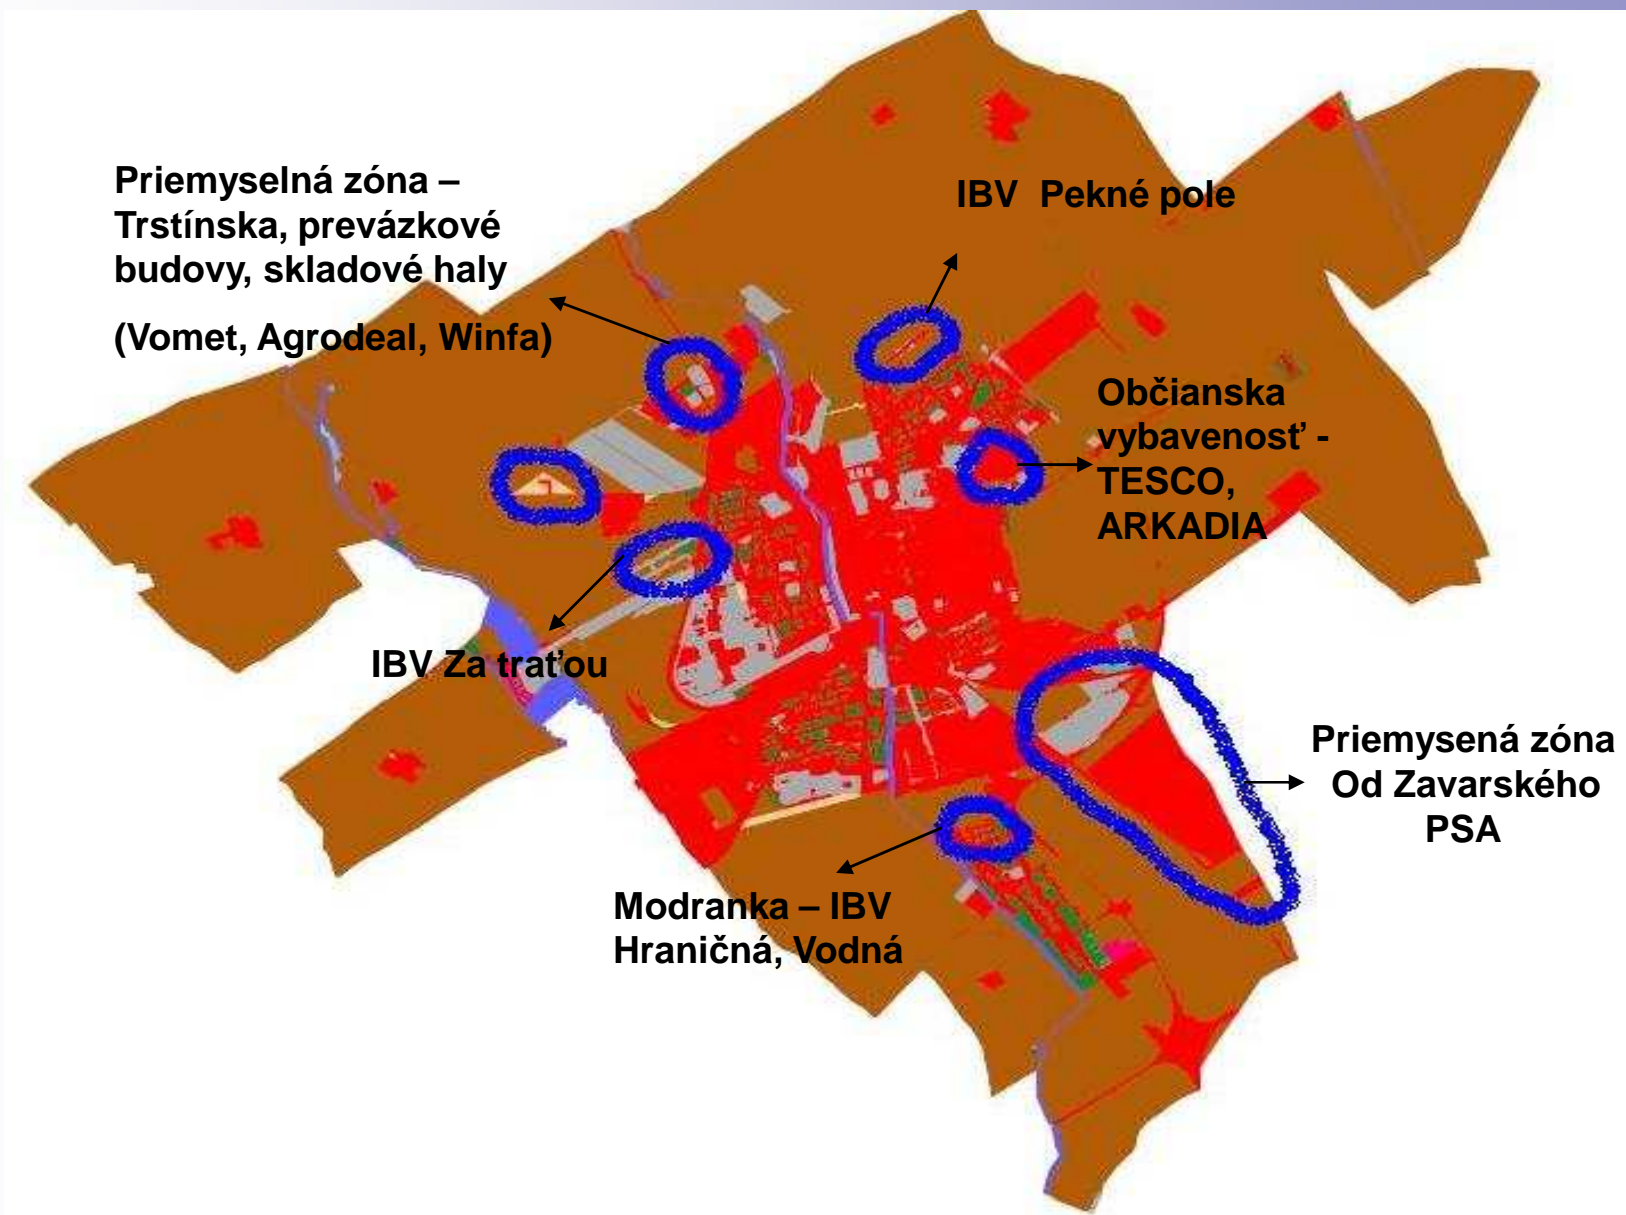 Priemyselná zóna –
Trstínska, prevázkové
budovy, skladové haly
(Vomet, Agrodeal, Winfa)
IBV Pekné pole
Občianska
vybavenosť -
TESCO,
ARKADIA
IBV Za traťou
Priemysená zóna
Od Zavarského
PSA
Modranka – IBV
Hraničná, Vodná